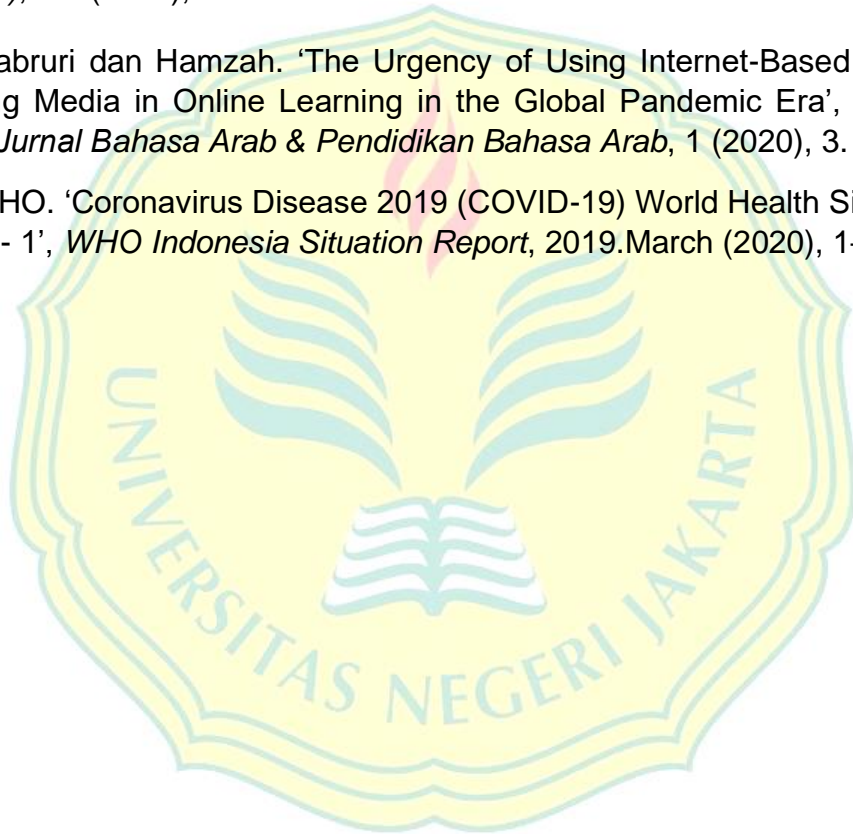 abruri dan Hamzah. ‘The Urgency of Using Internet-Based
g Media in Online Learning in the Global Pandemic Era’,
Jurnal Bahasa Arab & Pendidikan Bahasa Arab, 1 (2020), 3.
HO. ‘Coronavirus Disease 2019 (COVID-19) World Health Si
- 1’, WHO Indonesia Situation Report, 2019.March (2020), 1-
UNIVERSITAS NEGERI JAKARTA